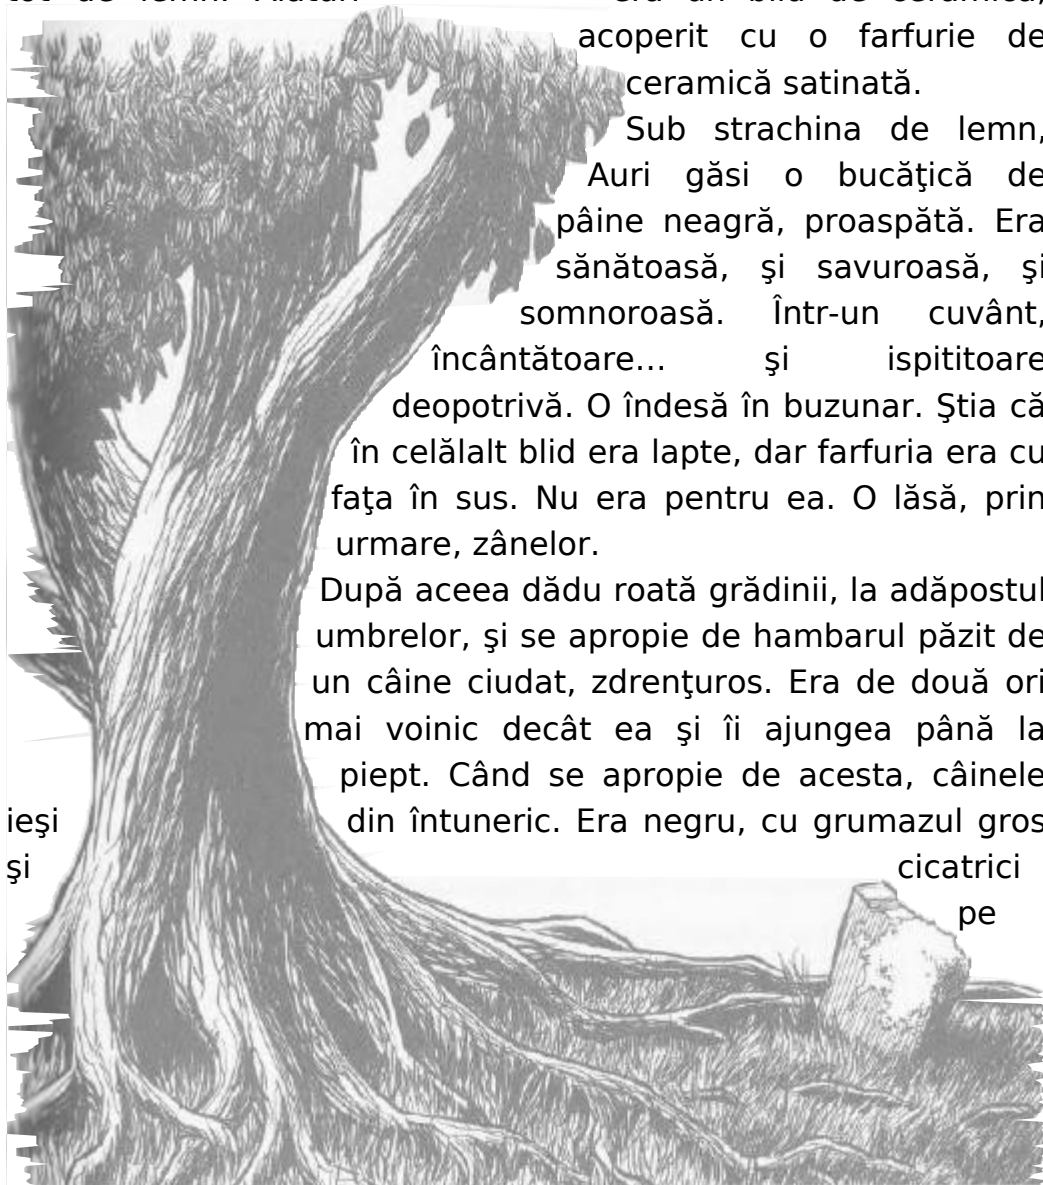 acoperit cu o farfurie de
ceramică satinată.
Sub strachina de lemn,
Auri găsi o bucăţică de
pâine neagră, proaspătă. Era
sănătoasă, şi savuroasă, şi
somnoroasă. Într-un cuvânt,
încântătoare... şi ispititoare
deopotrivă. O îndesă în buzunar. Ştia că
în celălalt blid era lapte, dar farfuria era cu
faţa în sus. Nu era pentru ea. O lăsă, prin
urmare, zânelor.
După aceea dădu roată grădinii, la adăpostul
umbrelor, şi se apropie de hambarul păzit de
un câine ciudat, zdrenţuros. Era de două ori
mai voinic decât ea şi îi ajungea până la
piept. Când se apropie de acesta, câinele
ieşi din întuneric. Era negru, cu grumazul gros
şi cicatrici
pe